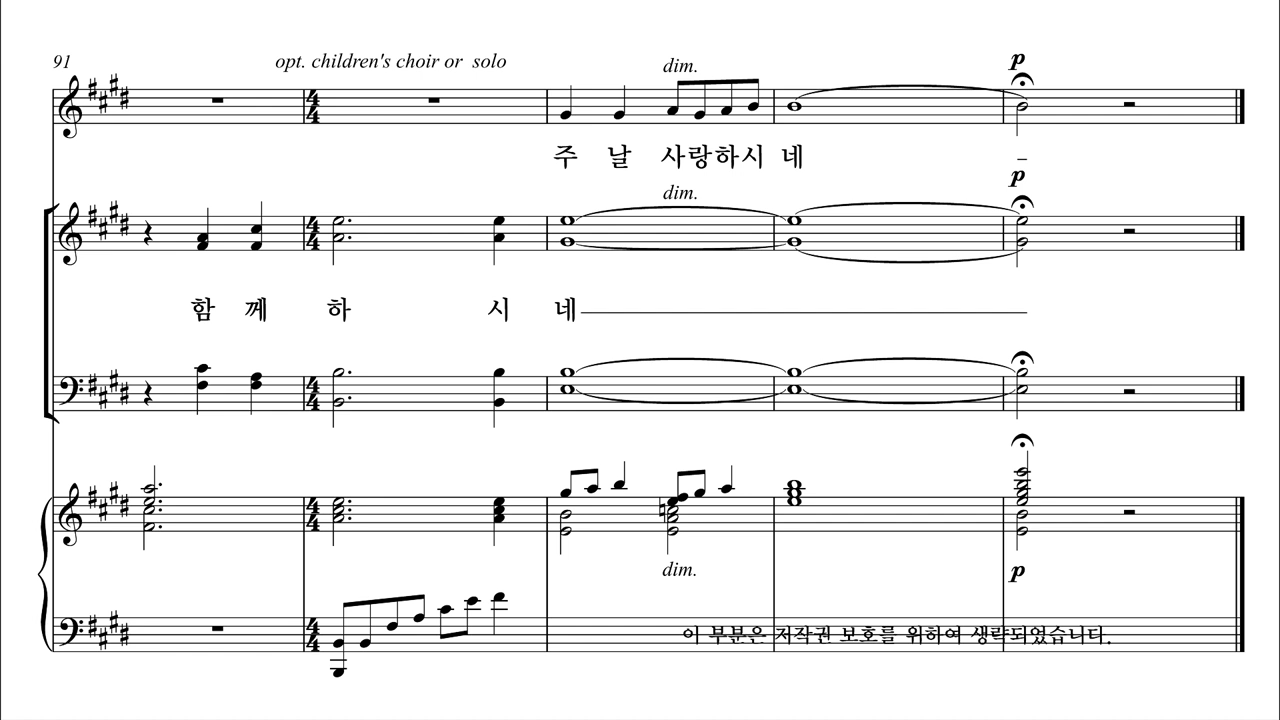 91
opt. children's choir or solo
dim.
p
주 날 사랑하시 네
dim.
p
함 께 하 시 네
dim.
p
이 부분은 저작권 보호를 위하여 생략되었습니다.